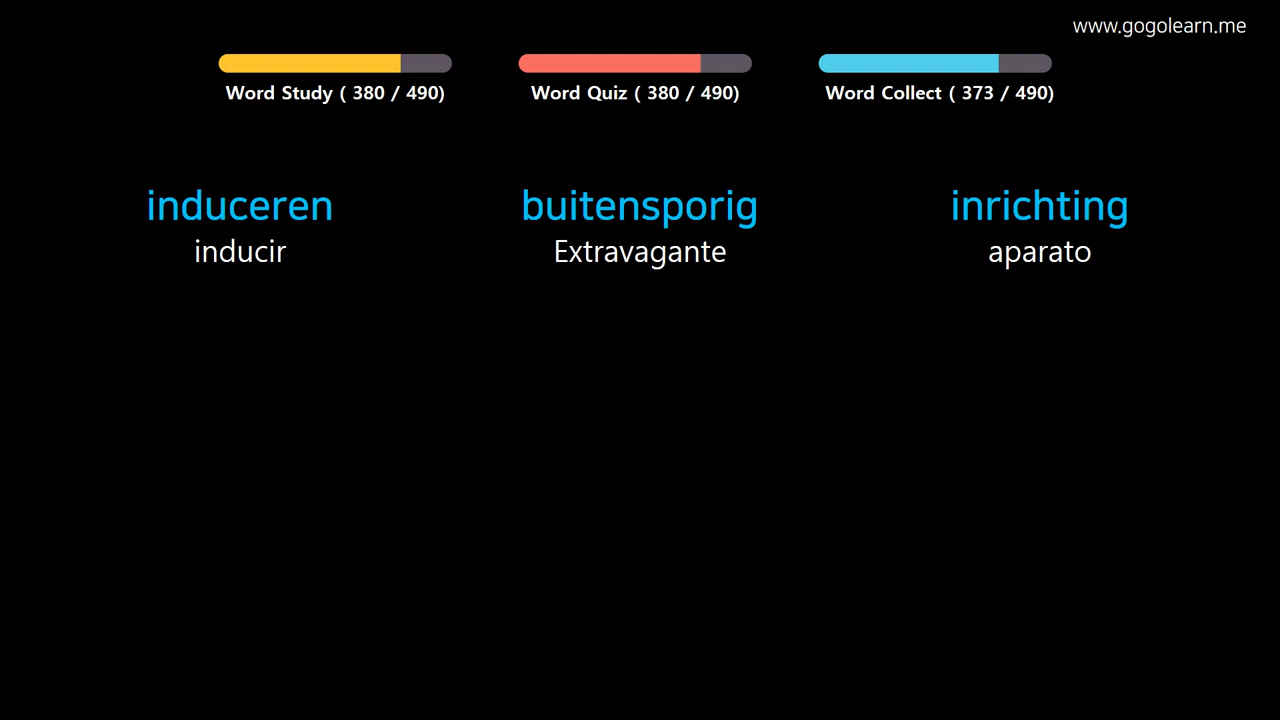 www.gogolearn.me
Word Study ( 380 / 490)
Word Quiz ( 380 / 490)
Word Collect ( 373 / 490)
induceren
inducir
buitensporig
Extravagante
inrichting
aparato